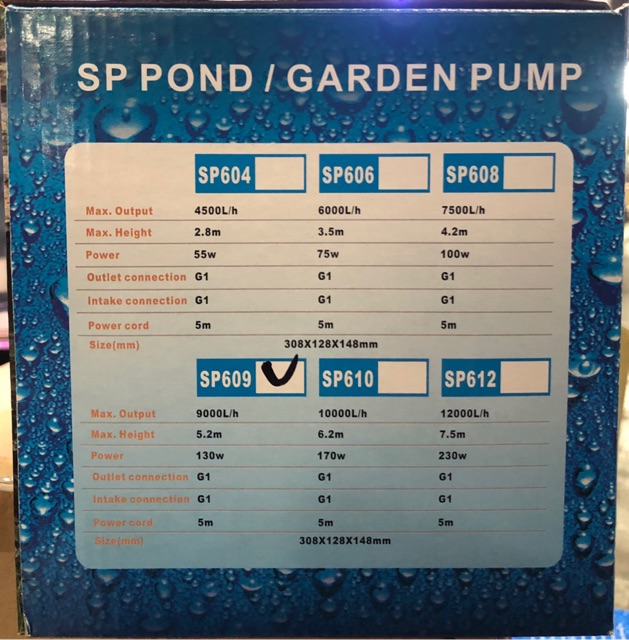 SP POND / GARDEN PUMP
SP604 SP606 SP608
Max. Output 4500L/h 6000L/h 7500L/h
Max. Height 2.8m 3.5m 4.2m
Power 55w 75w 100w
Outlet connection G1 G1 G1
Intake connection G1 G1 G1
Power cord 5m 5m 5m
Size(mm) 308X128X148mm
SP609 SP610 SP612
Max. Output 9000L/h 10000L/h 12000L/h
Max. Height 5.2m 6.2m 7.5m
Power 130w 170w 230w
Outlet connection G1 G1 G1
Intake connection G1 G1 G1
Power cord 5m 5m 5m
Size(mm) 308X128X148mm